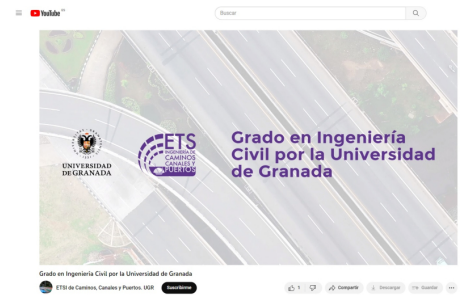 YouTube ES
Buscar
UNIVERSIDAD
DE GRANADA
ETS
INGENIERÍA DE
CAMINOS
CANALES Y
PUERTOS
Grado en Ingeniería
Civil por la Universidad
de Granada
Grado en Ingeniería Civil por la Universidad de Granada
ETSI de Caminos, Canales y Puertos. UGR
Suscribirme
1
Compartir
Descargar
Guardar